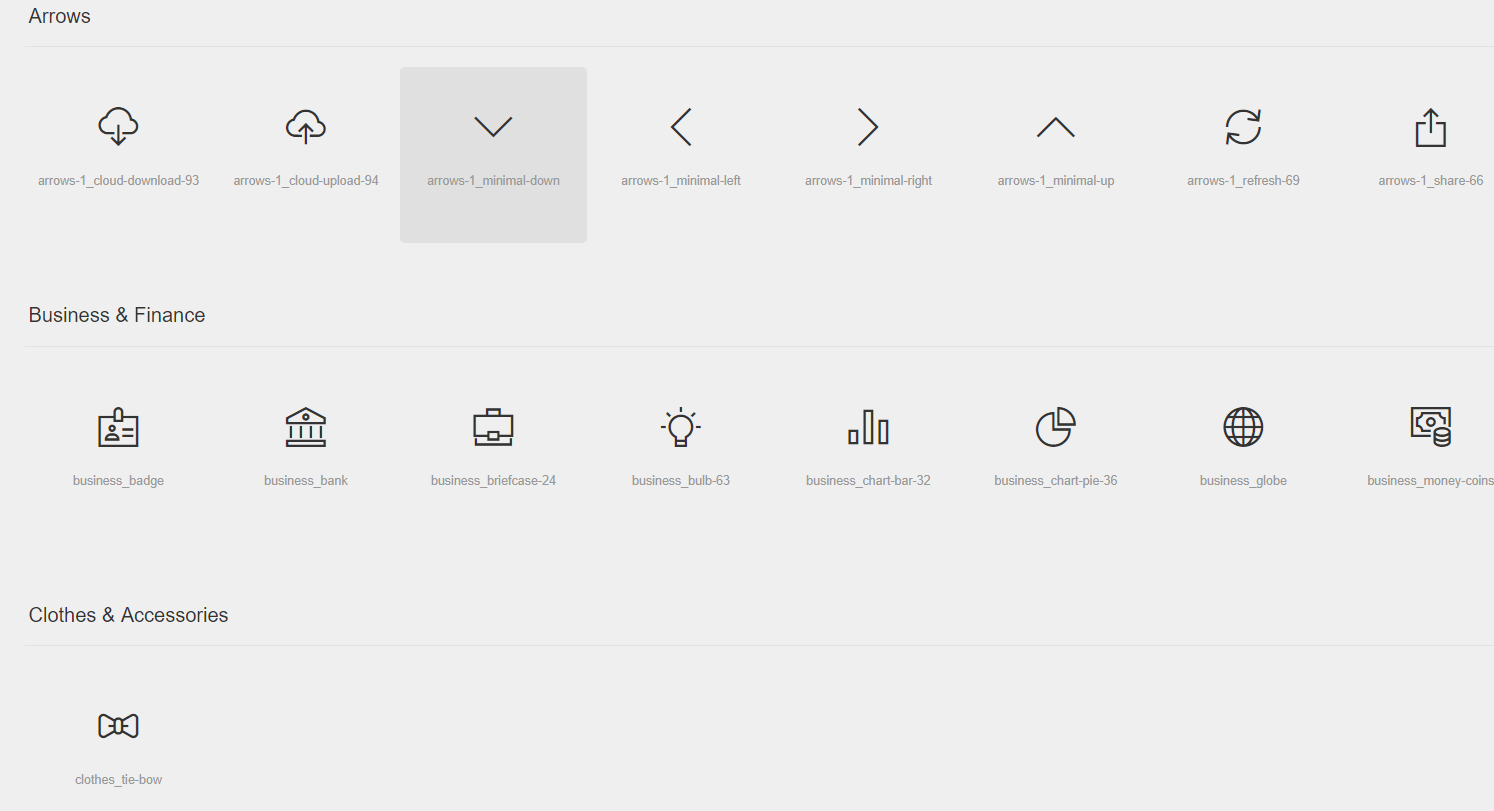 Arrows
arrows-1_cloud-download-93 arrows-1_cloud-upload-94 arrows-1_minimal-down arrows-1_minimal-left arrows-1_minimal-right arrows-1_minimal-up arrows-1_refresh-69 arrows-1_share-66
Business & Finance
business_badge business_bank business_briefcase-24 business_bulb-63 business_chart-bar-32 business_chart-pie-36 business_globe business_money-coins
Clothes & Accessories
clothes_tie-bow